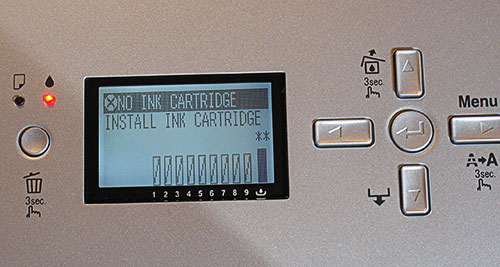 NO INK CARTRIDGE
INSTALL INK CARTRIDGE
**
1 2 3 4 5 6 7 8 9
3sec.
3sec.
Menu
A→A
3sec.